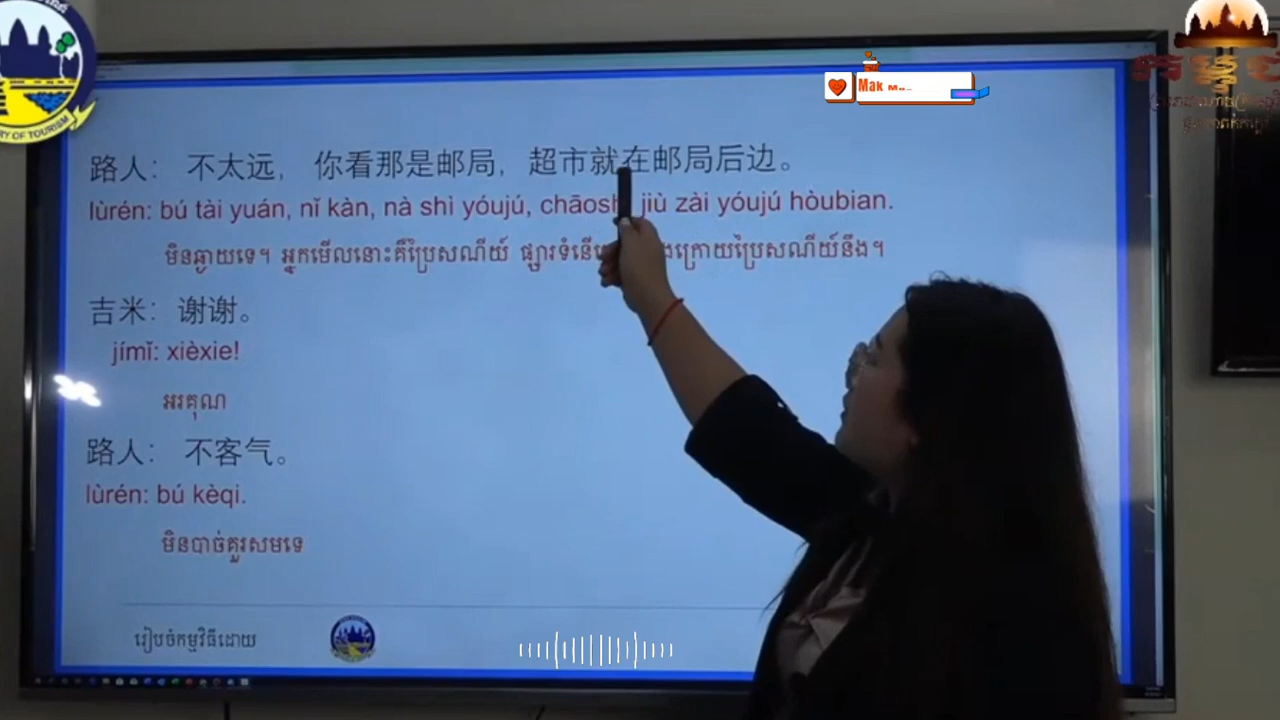 RY OF TOURISM
Mak
路人： 不太远， 你看那是邮局，超市就在邮局后边。
lùrén: bú tài yuán, nǐ kàn, nà shì yóujú, chāosh jiù zài yóujú hòubian.
មិនឆ្ងាយទេ។ អ្នកមើលនោះគឺប្រៃសណីយ៍ ផ្សារទំនើ ងក្រោយប្រៃសណីយ៍នឹង។
吉米： 谢谢。
jímǐ: xièxie!
អរគុណ
路人： 不客气。
lùrén: bú kèqi.
មិនបាច់គួរសមទេ
រៀបចំកម្មវិធីដោយ